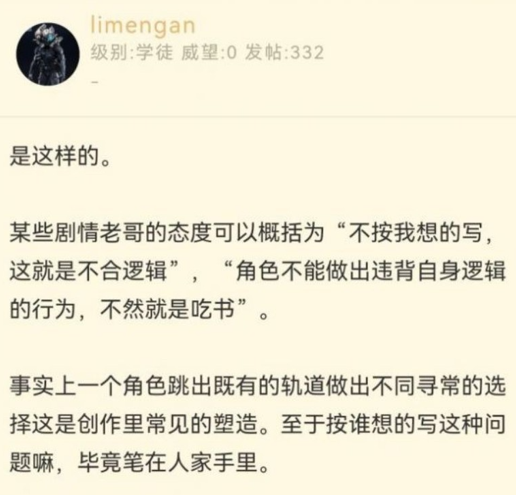 limengan
级别:学徒 威望:0 发帖:332
-
是这样的。
某些剧情老哥的态度可以概括为“不按我想的写，
这就是不合逻辑”，“角色不能做出违背自身逻辑
的行为，不然就是吃书”。
事实上一个角色跳出既有的轨道做出不同寻常的选
择这是创作里常见的塑造。至于按谁想的写这种问
题嘛，毕竟笔在人家手里。